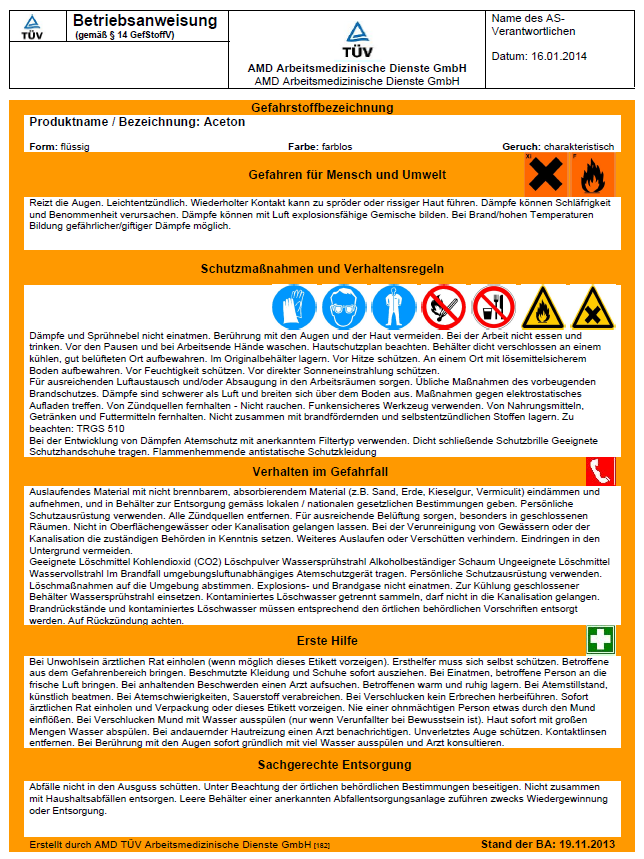 TÜV
Betriebsanweisung
(gemäß § 14 GefStoffV)
TÜV
AMD Arbeitsmedizinische Dienste GmbH
AMD Arbeitsmedizinische Dienste GmbH
Name des AS-
Verantwortlichen
Datum: 16.01.2014
Gefahrstoffbezeichnung
Produktname / Bezeichnung: Aceton
Form: flüssig Farbe: farblos Geruch: charakteristisch
Gefahren für Mensch und Umwelt
Xi F
Reizt die Augen. Leichtentzündlich. Wiederholter Kontakt kann zu spröder oder rissiger Haut führen. Dämpfe können Schläfrigkeit
und Benommenheit verursachen. Dämpfe können mit Luft explosionsfähige Gemische bilden. Bei Brand/hohen Temperaturen
Bildung gefährlicher/giftiger Dämpfe möglich.
Schutzmaßnahmen und Verhaltensregeln
Dämpfe und Sprühnebel nicht einatmen. Berührung mit den Augen und der Haut vermeiden. Bei der Arbeit nicht essen und
trinken. Vor den Pausen und bei Arbeitsende Hände waschen. Hautschutzplan beachten. Behälter dicht verschlossen an einem
kühlen, gut belüfteten Ort aufbewahren. Im Originalbehälter lagern. Vor Hitze schützen. An einem Ort mit lösemittelsicherem
Boden aufbewahren. Vor Feuchtigkeit schützen. Vor direkter Sonneneinstrahlung schützen.
Für ausreichenden Luftaustausch und/oder Absaugung in den Arbeitsräumen sorgen. Übliche Maßnahmen des vorbeugenden
Brandschutzes. Dämpfe sind schwerer als Luft und breiten sich über dem Boden aus. Maßnahmen gegen elektrostatisches
Aufladen treffen. Von Zündquellen fernhalten - Nicht rauchen. Funkensicheres Werkzeug verwenden. Von Nahrungsmitteln,
Getränken und Futtermitteln fernhalten. Nicht zusammen mit brandfördernden und selbstentzündlichen Stoffen lagern. Zu
beachten: TRGS 510
Bei der Entwicklung von Dämpfen Atemschutz mit anerkanntem Filtertyp verwenden. Dicht schließende Schutzbrille Geeignete
Schutzhandschuhe tragen. Flammenhemmende antistatische Schutzkleidung
Verhalten im Gefahrfall
Auslaufendes Material mit nicht brennbarem, absorbierendem Material (z.B. Sand, Erde, Kieselgur, Vermiculit) eindämmen und
aufnehmen, und in Behälter zur Entsorgung gemäss lokalen / nationalen gesetzlichen Bestimmungen geben. Persönliche
Schutzausrüstung verwenden. Alle Zündquellen entfernen. Für ausreichende Belüftung sorgen, besonders in geschlossenen
Räumen. Nicht in Oberflächengewässer oder Kanalisation gelangen lassen. Bei der Verunreinigung von Gewässern oder der
Kanalisation die zuständigen Behörden in Kenntnis setzen. Weiteres Auslaufen oder Verschütten verhindern. Eindringen in den
Untergrund vermeiden.
Geeignete Löschmittel Kohlendioxid (CO2) Löschpulver Wassersprühstrahl Alkoholbeständiger Schaum Ungeeignete Löschmittel
Wasservollstrahl Im Brandfall umgebungsluftunabhängiges Atemschutzgerät tragen. Persönliche Schutzausrüstung verwenden.
Löschmaßnahmen auf die Umgebung abstimmen. Explosions- und Brandgase nicht einatmen. Zur Kühlung geschlossener
Behälter Wassersprühstrahl einsetzen. Kontaminiertes Löschwasser getrennt sammeln, darf nicht in die Kanalisation gelangen.
Brandrückstände und kontaminiertes Löschwasser müssen entsprechend den örtlichen behördlichen Vorschriften entsorgt
werden. Auf Rückzündung achten.
Erste Hilfe
Bei Unwohlsein ärztlichen Rat einholen (wenn möglich dieses Etikett vorzeigen). Ersthelfer muss sich selbst schützen. Betroffene
aus dem Gefahrenbereich bringen. Beschmutzte Kleidung und Schuhe sofort ausziehen. Bei Einatmen, betroffene Person an die
frische Luft bringen. Bei anhaltenden Beschwerden einen Arzt aufsuchen. Betroffenen warm und ruhig lagern. Bei Atemstillstand,
künstlich beatmen. Bei Atemschwierigkeiten, Sauerstoff verabreichen. Bei Verschlucken kein Erbrechen herbeiführen. Sofort
ärztlichen Rat einholen und Verpackung oder dieses Etikett vorzeigen. Nie einer ohnmächtigen Person etwas durch den Mund
einflößen. Bei Verschlucken Mund mit Wasser ausspülen (nur wenn Verunfallter bei Bewusstsein ist). Haut sofort mit großen
Mengen Wasser abspülen. Bei andauernder Hautreizung einen Arzt benachrichtigen. Unverletztes Auge schützen. Kontaktlinsen
entfernen. Bei Berührung mit den Augen sofort gründlich mit viel Wasser ausspülen und Arzt konsultieren.
Sachgerechte Entsorgung
Abfälle nicht in den Ausguss schütten. Unter Beachtung der örtlichen behördlichen Bestimmungen beseitigen. Nicht zusammen
mit Haushaltsabfällen entsorgen. Leere Behälter einer anerkannten Abfallentsorgungsanlage zuführen zwecks Wiedergewinnung
oder Entsorgung.
Erstellt durch AMD TÜV Arbeitsmedizinische Dienste GmbH [182] Stand der BA: 19.11.2013